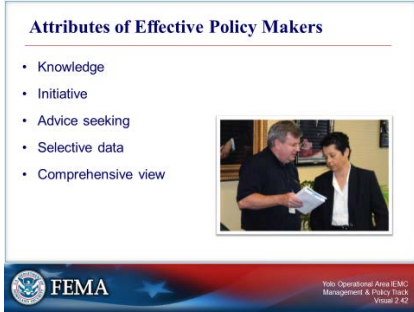 Attributes of Effective Policy Makers
• Knowledge
• Initiative
• Advice seeking
• Selective data
• Comprehensive view
FEMA
Yolo Operational Area IEMC
Management & Policy Track
Visual 2.42